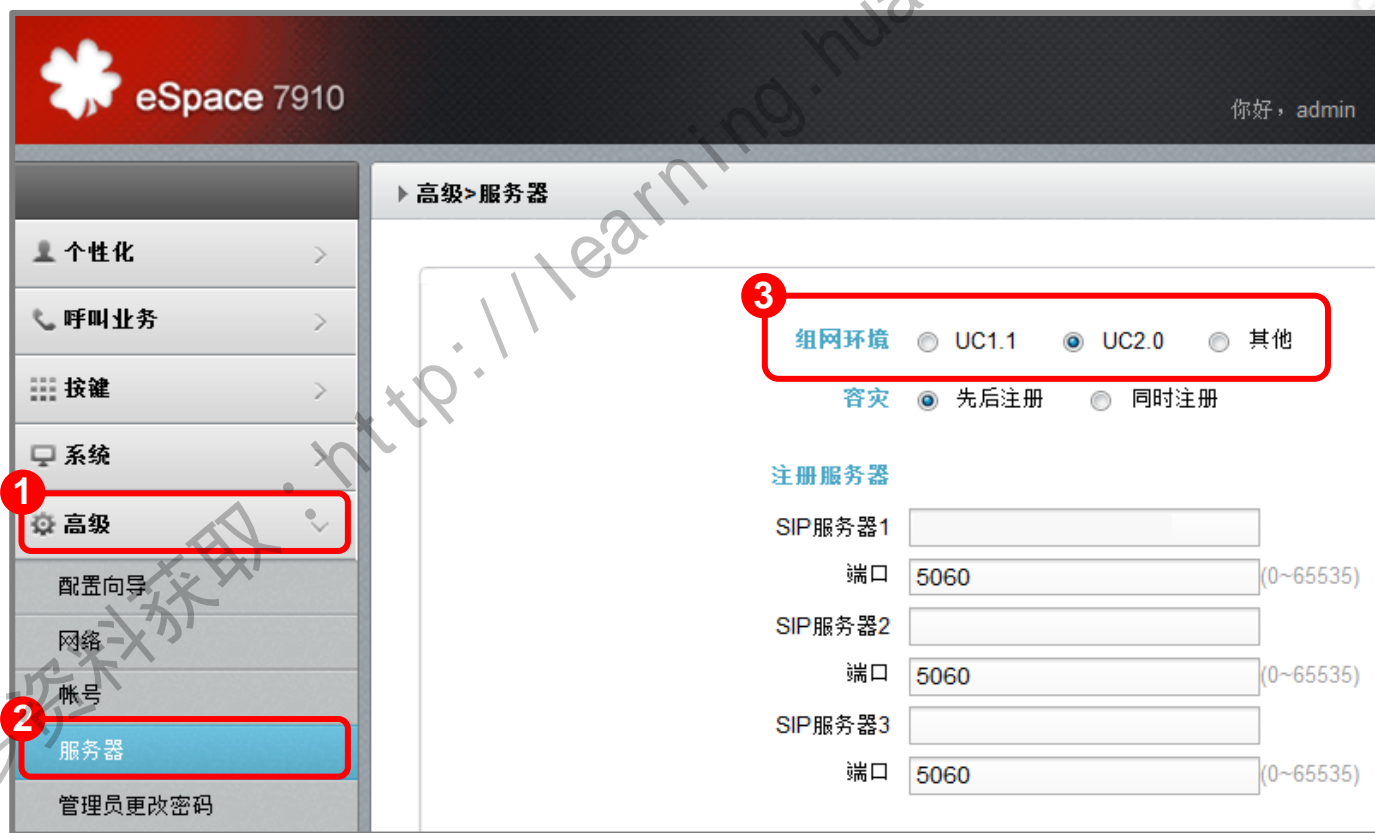 eSpace 7910
你好，admin
高级>服务器
个性化
呼叫业务
按键
系统
1
高级
配置向导
网络
帐号
2
服务器
管理员更改密码
3
组网环境 UC1.1 UC2.0 其他
容灾 先后注册 同时注册
注册服务器
SIP服务器1
端口 5060 (0~65535)
SIP服务器2
端口 5060 (0~65535)
SIP服务器3
端口 5060 (0~65535)
资料获取：http://learning.hua